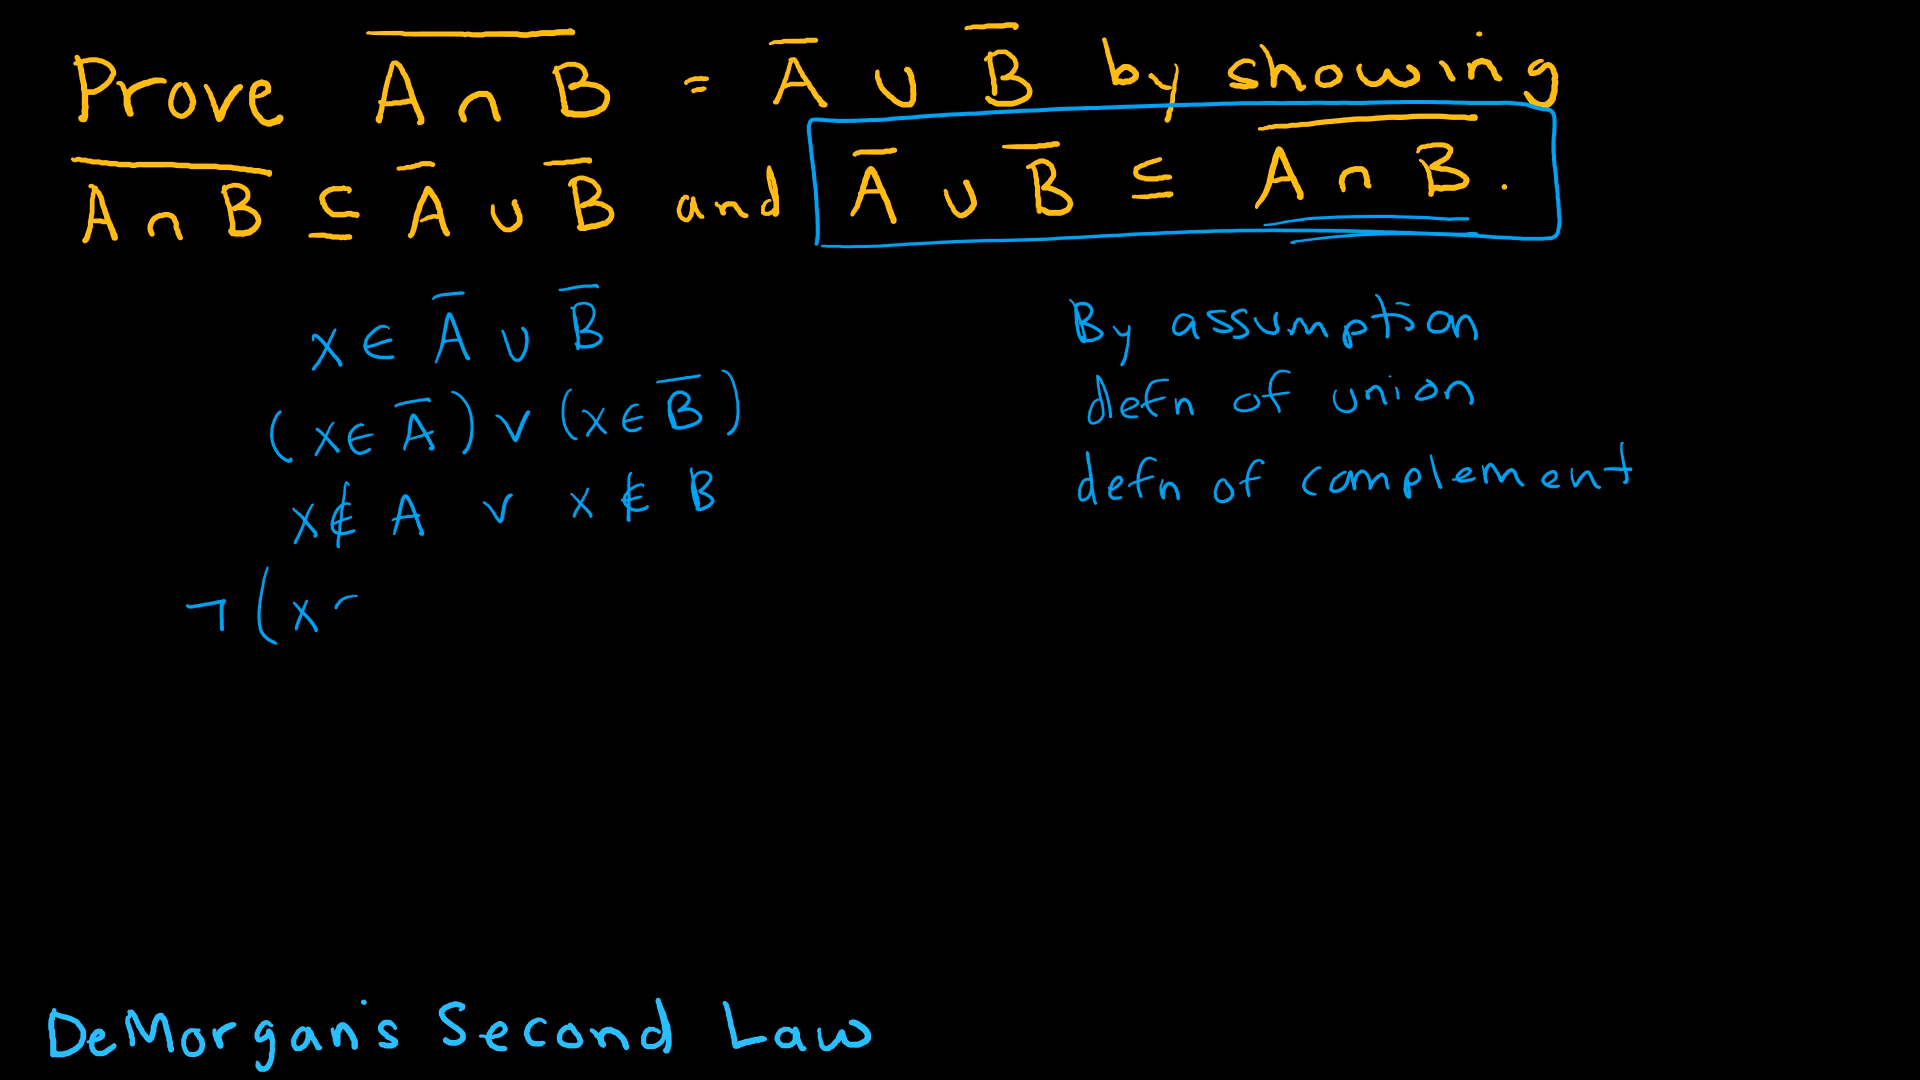 Prove A̅ ̅∩̅ ̅B̅ = A̅ ∪ B̅ by showing
A̅ ̅∩̅ ̅B̅ ⊆ A̅ ∪ B̅ and A̅ ∪ B̅ ⊆ A̅ ̅∩̅ ̅B̅.
x ∈ A̅ ∪ B̅ By assumption
(x ∈ A̅) ∨ (x ∈ B̅) defn of union
x ∉ A ∨ x ∉ B defn of complement
¬(x
DeMorgan's Second Law